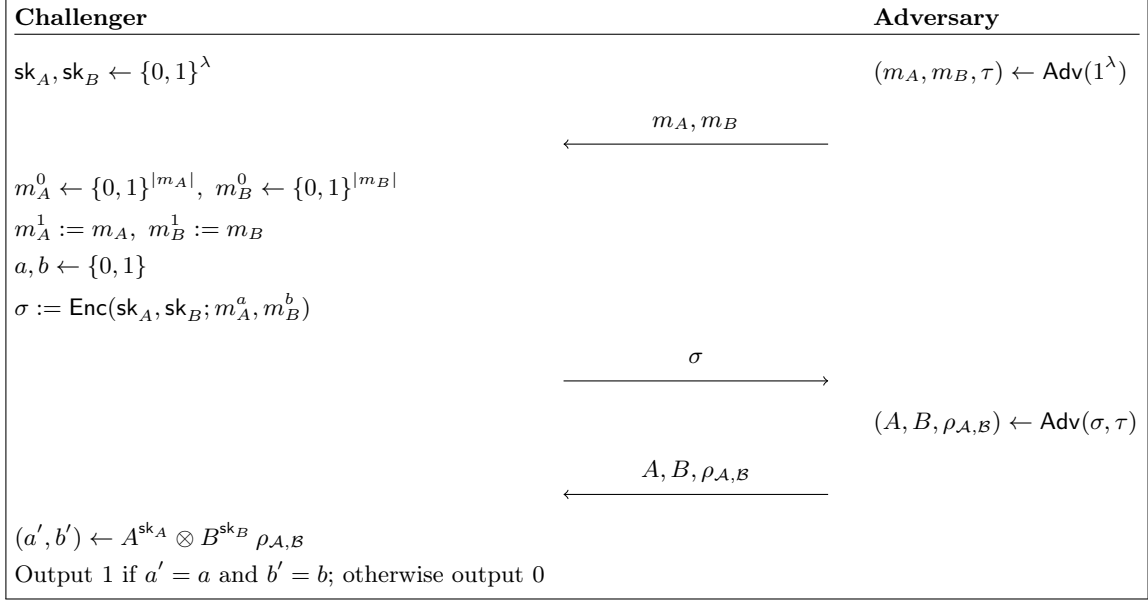 Challenger Adversary
sk_A, sk_B ← {0, 1}^λ (m_A, m_B, τ) ← Adv(1^λ)
m_A, m_B
m_A^0 ← {0, 1}^{|m_A|}, m_B^0 ← {0, 1}^{|m_B|}
m_A^1 := m_A, m_B^1 := m_B
a, b ← {0, 1}
σ := Enc(sk_A, sk_B; m_A^a, m_B^b)
σ
(A, B, ρ_{𝒜,ℬ}) ← Adv(σ, τ)
A, B, ρ_{𝒜,ℬ}
(a′, b′) ← A^{sk_A} ⊗ B^{sk_B} ρ_{𝒜,ℬ}
Output 1 if a′ = a and b′ = b; otherwise output 0